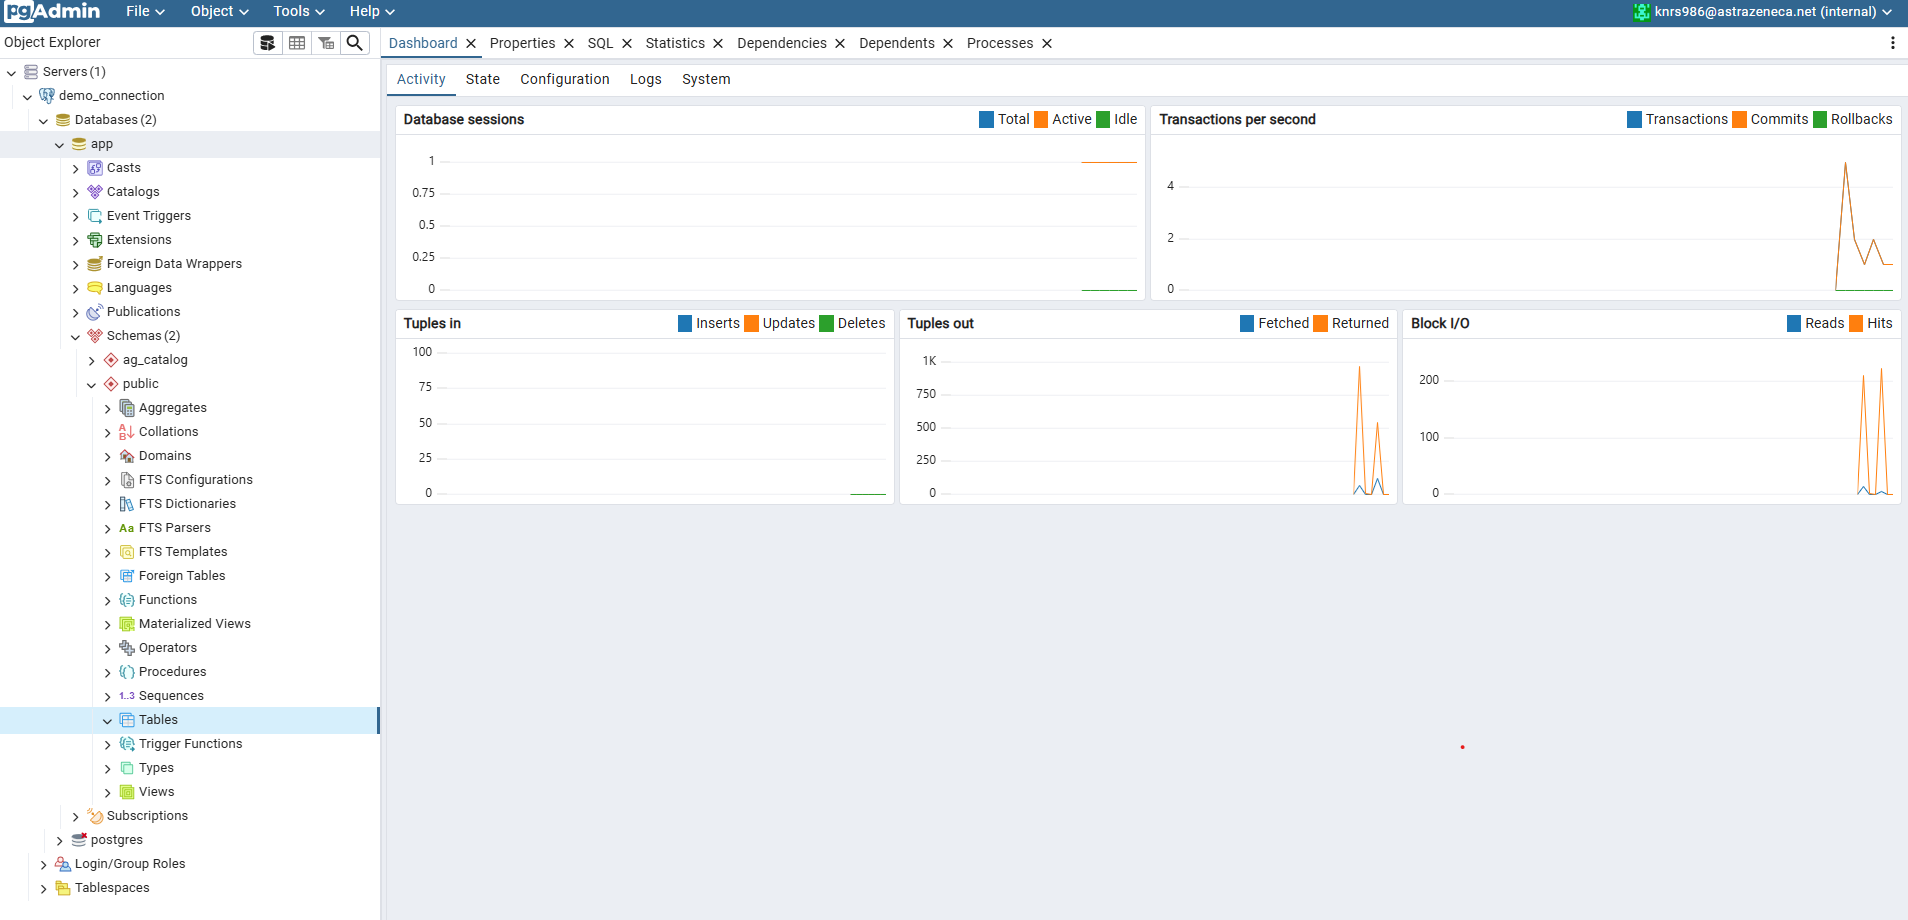 pgAdmin File Object Tools Help knrs986@astrazeneca.net (internal)
Object Explorer
Dashboard Properties SQL Statistics Dependencies Dependents Processes
Activity State Configuration Logs System
Servers (1)
demo_connection
Databases (2)
app
Casts
Catalogs
Event Triggers
Extensions
Foreign Data Wrappers
Languages
Publications
Schemas (2)
ag_catalog
public
Aggregates
Collations
Domains
FTS Configurations
FTS Dictionaries
Aa FTS Parsers
FTS Templates
Foreign Tables
Functions
Materialized Views
Operators
Procedures
1..3 Sequences
Tables
Trigger Functions
Types
Views
Subscriptions
postgres
Login/Group Roles
Tablespaces
Database sessions Total Active Idle
1
0.75
0.5
0.25
0
Transactions per second Transactions Commits Rollbacks
4
2
0
Tuples in Inserts Updates Deletes
100
75
50
25
0
Tuples out Fetched Returned
1K
750
500
250
0
Block I/O Reads Hits
200
100
0